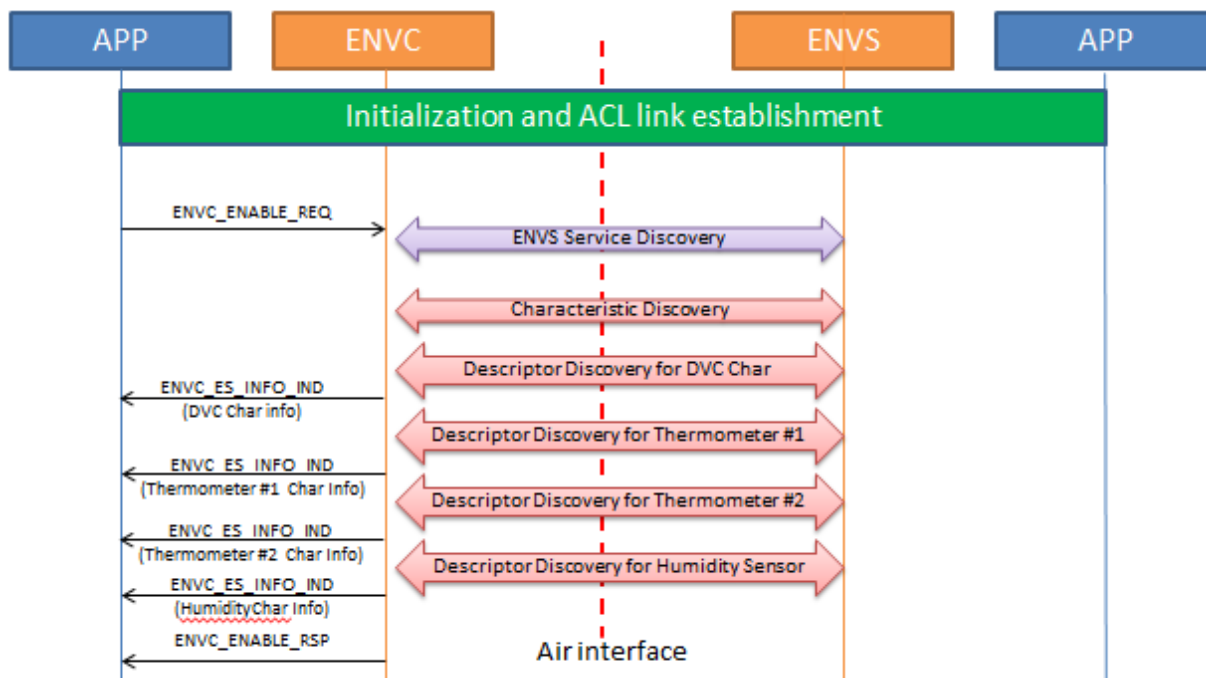 APP
ENVC
ENVS
APP
Initialization and ACL link establishment
ENVC_ENABLE_REQ
ENVS Service Discovery
Characteristic Discovery
Descriptor Discovery for DVC Char
ENVC_ES_INFO_IND
(DVC Char info)
Descriptor Discovery for Thermometer #1
ENVC_ES_INFO_IND
(Thermometer #1 Char Info)
Descriptor Discovery for Thermometer #2
ENVC_ES_INFO_IND
(Thermometer #2 Char Info)
Descriptor Discovery for Humidity Sensor
ENVC_ES_INFO_IND
(HumidityChar Info)
ENVC_ENABLE_RSP
Air interface